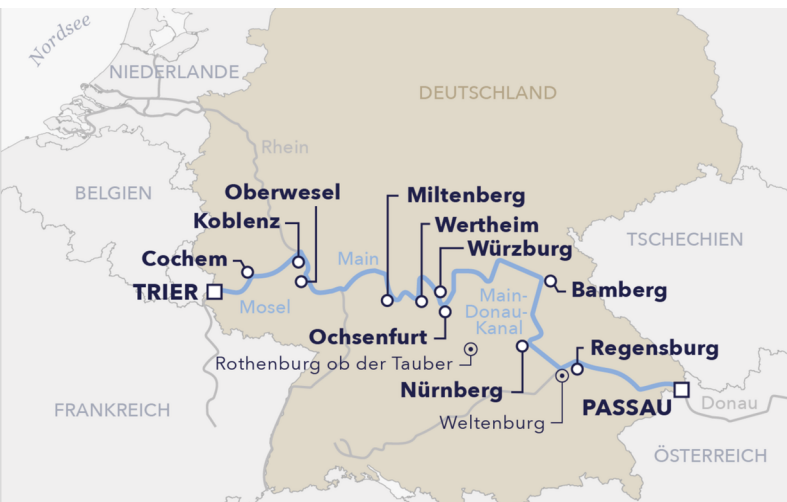 Nordsee
NIEDERLANDE
DEUTSCHLAND
Rhein
BELGIEN
Oberwesel
Miltenberg
Koblenz
Wertheim
TSCHECHIEN
Würzburg
Cochem
Main
TRIER
Mosel
Main-
Donau-
Kanal
Bamberg
Ochsenfurt
Regensburg
Rothenburg ob der Tauber
Nürnberg
PASSAU
Donau
FRANKREICH
Weltenburg
ÖSTERREICH